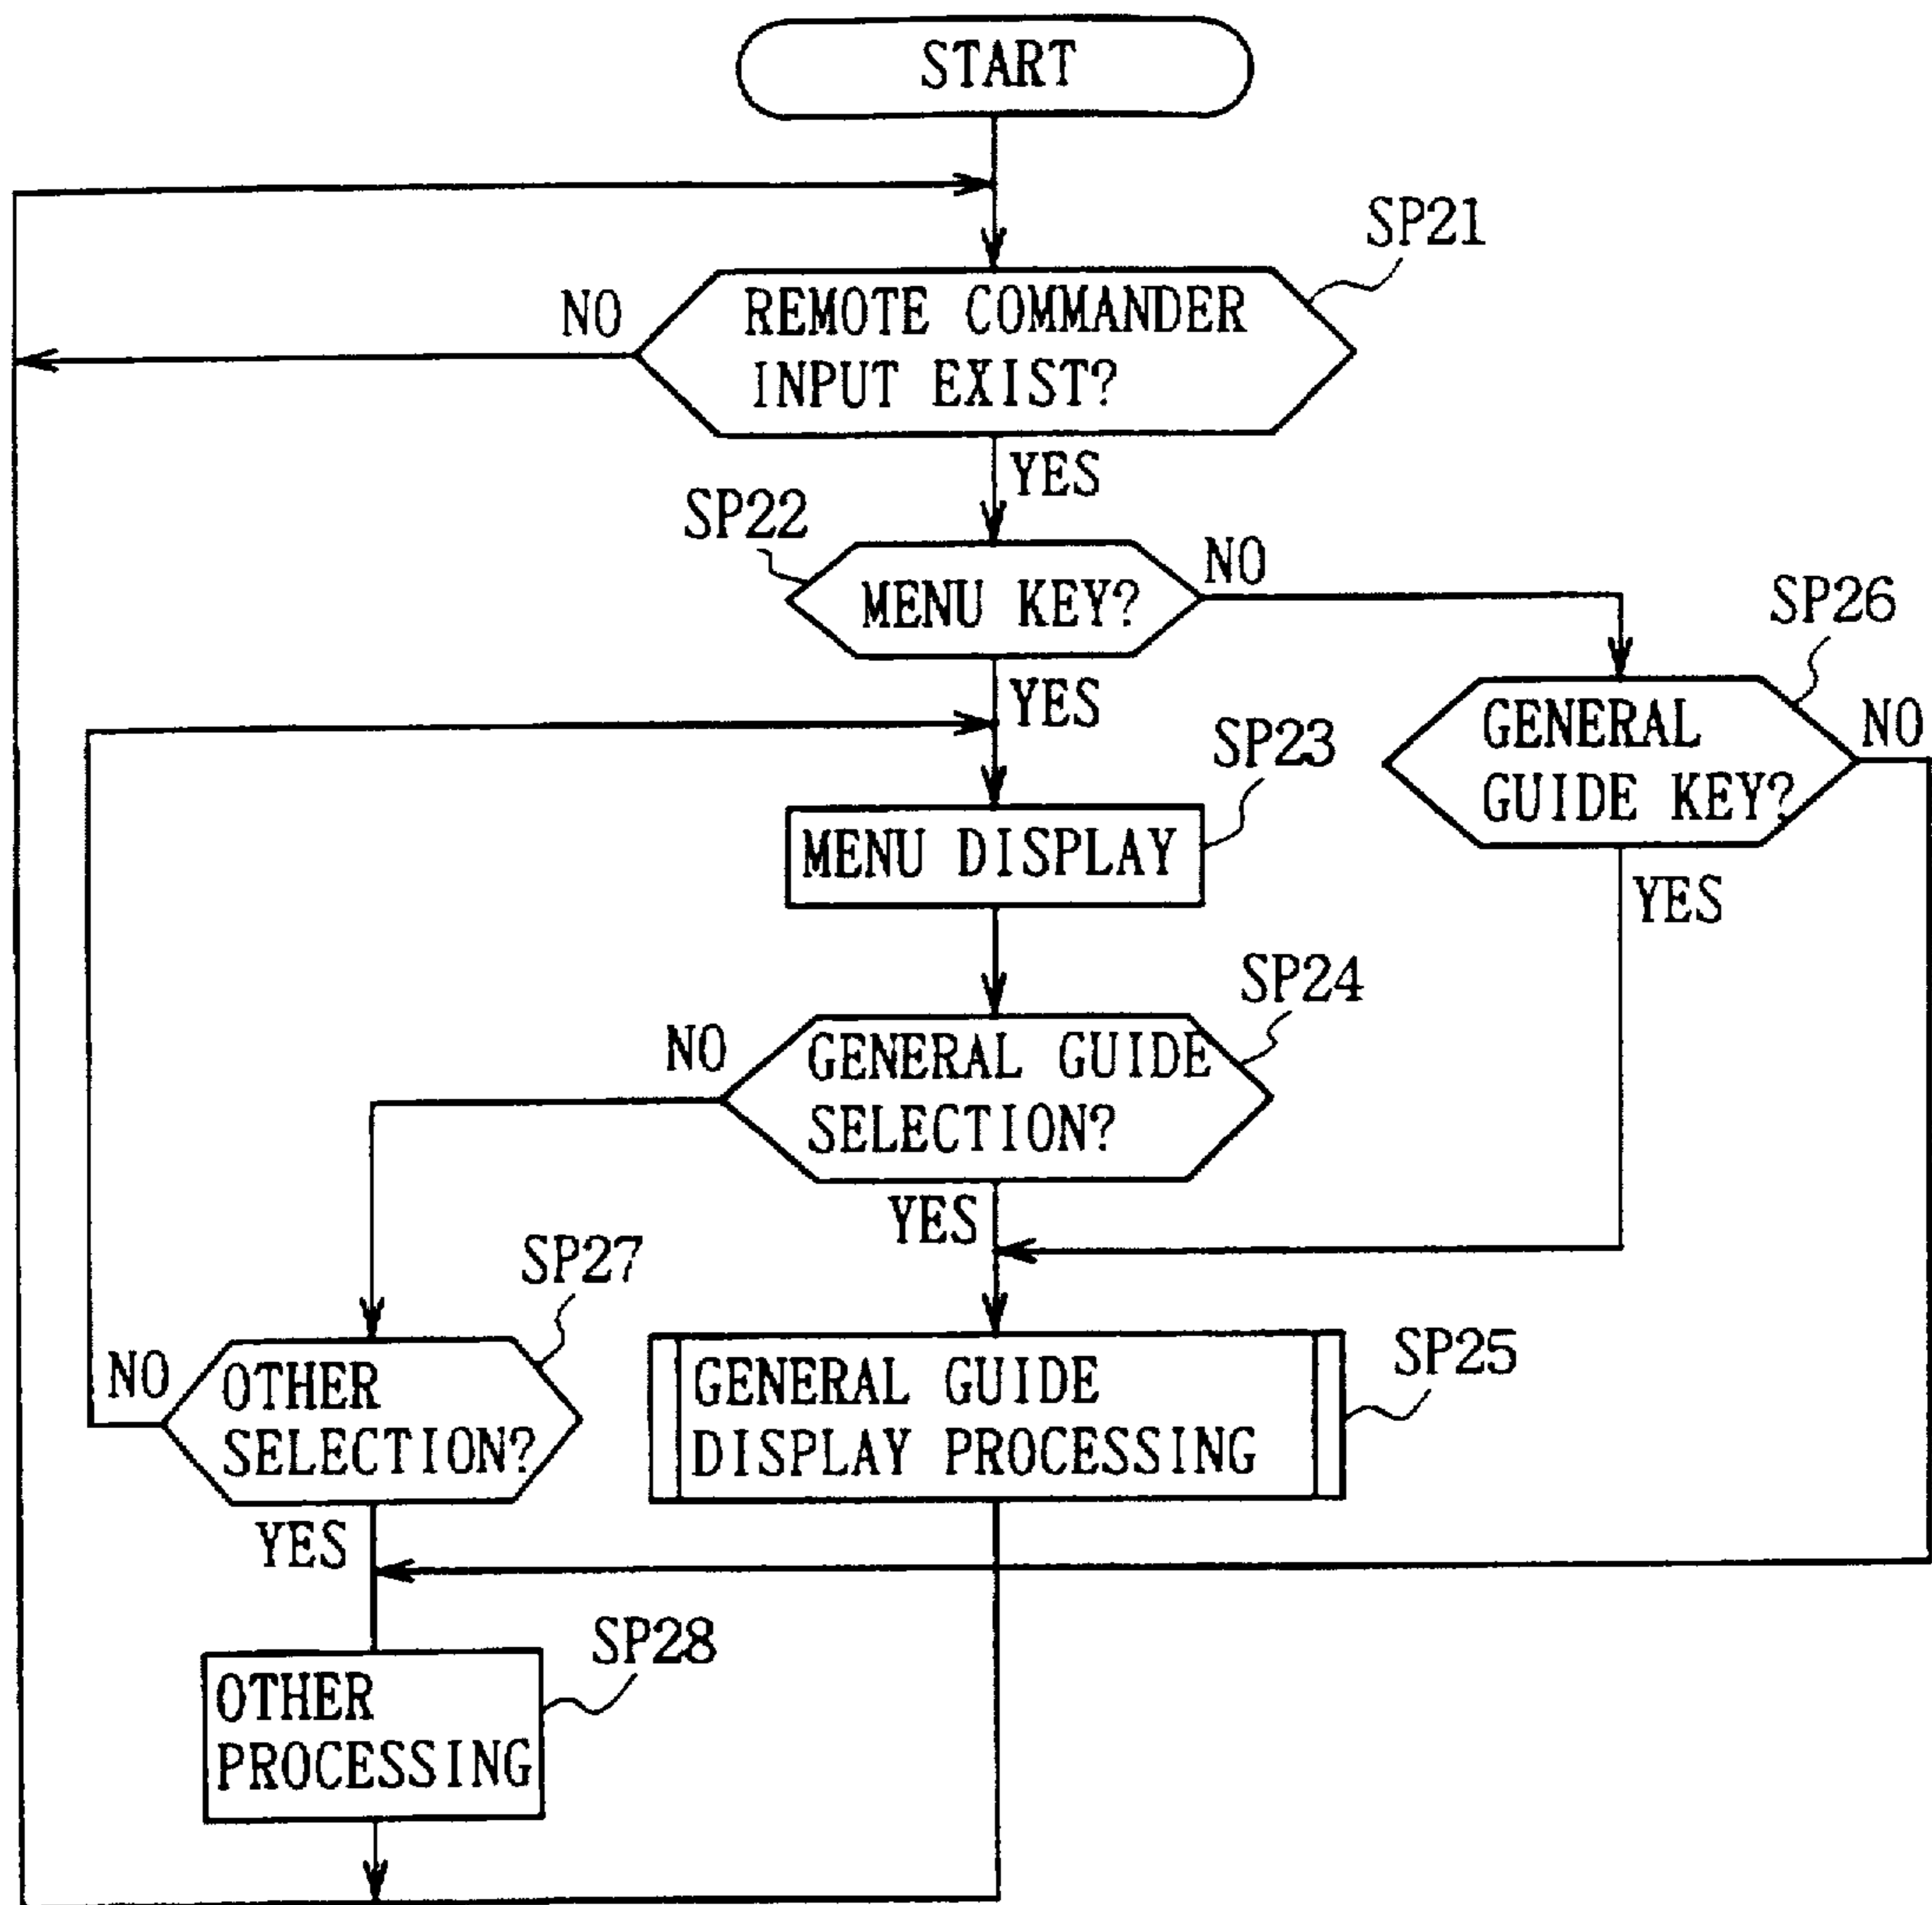 START
SP21
NO
REMOTE COMMANDER
INPUT EXIST?
YES
SP22
MENU KEY?
NO
SP26
YES
GENERAL
GUIDE KEY?
NO
SP23
MENU DISPLAY
YES
SP24
NO
GENERAL GUIDE
SELECTION?
YES
SP27
NO
OTHER
SELECTION?
SP25
GENERAL GUIDE
DISPLAY PROCESSING
YES
SP28
OTHER
PROCESSING